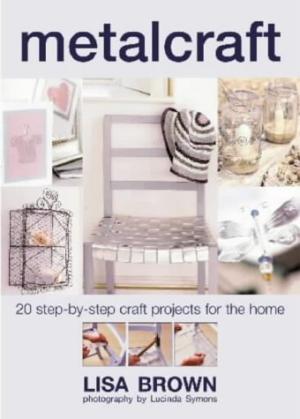 metalcraft
20 step-by-step craft projects for the home
LISA BROWN
photography by Lucinda Symons